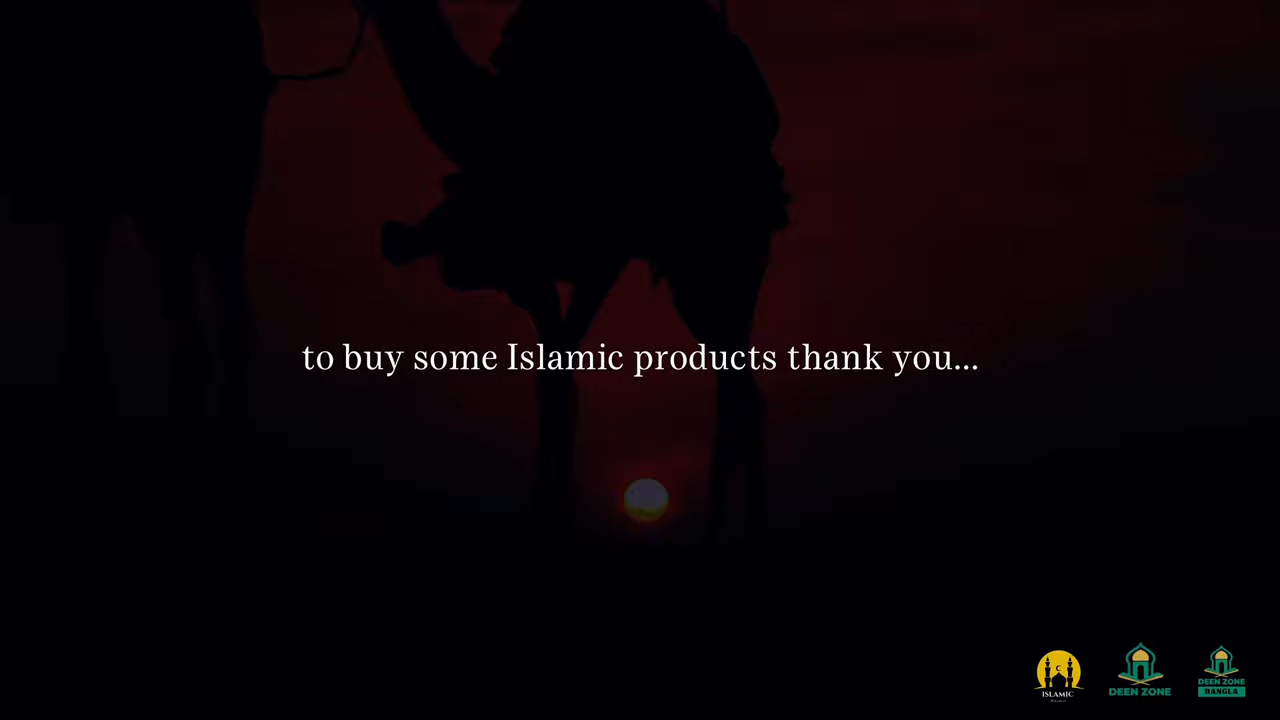 to buy some Islamic products thank you...
ISLAMIC
DEEN ZONE
DEEN ZONE
BANGLA